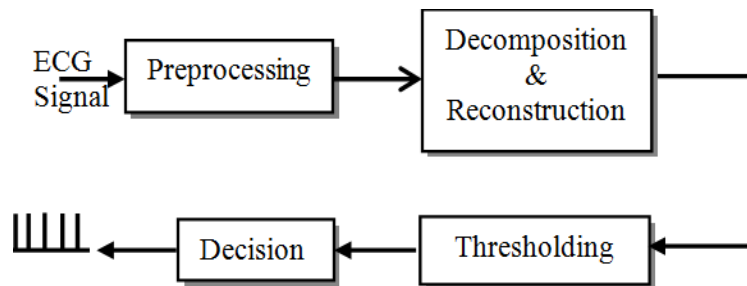 ECG
Signal
Preprocessing
Decomposition
&
Reconstruction
Decision
Thresholding